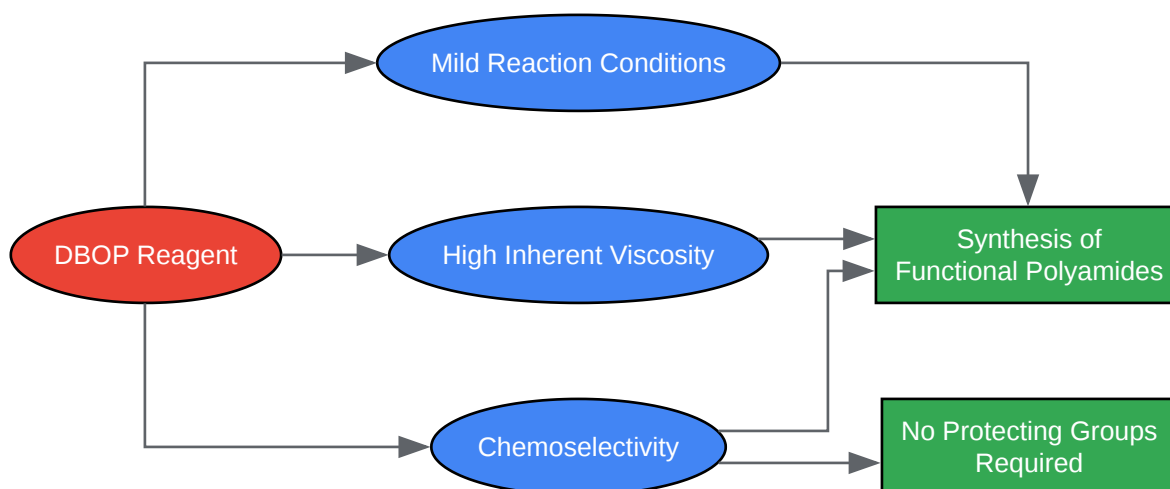 Mild Reaction Conditions
DBOP Reagent
High Inherent Viscosity
Synthesis of
Functional Polyamides
Chemoselectivity
No Protecting Groups
Required